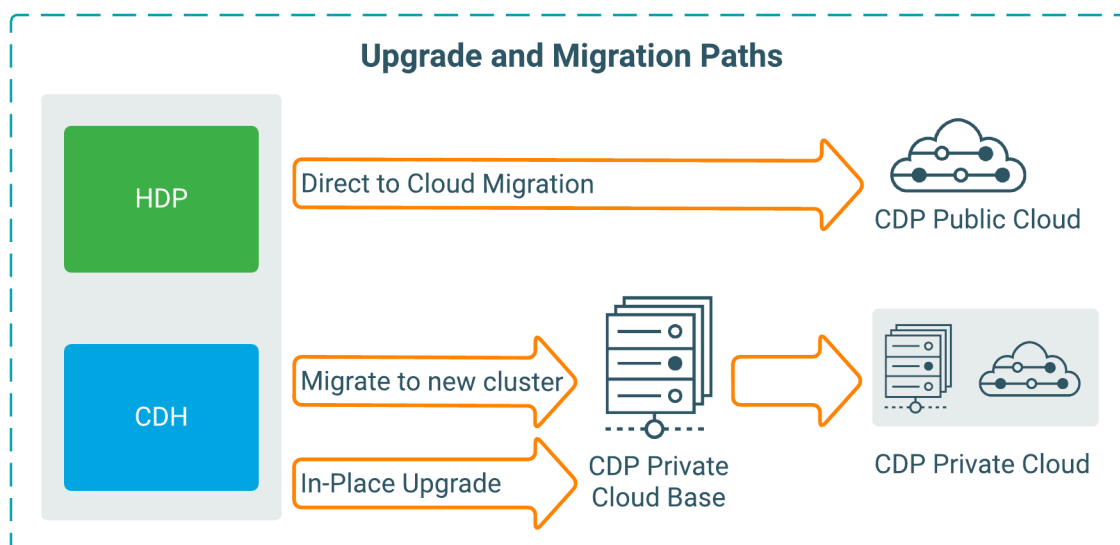 Upgrade and Migration Paths
HDP
Direct to Cloud Migration
CDP Public Cloud
CDH
Migrate to new cluster
In-Place Upgrade
CDP Private
Cloud Base
CDP Private Cloud